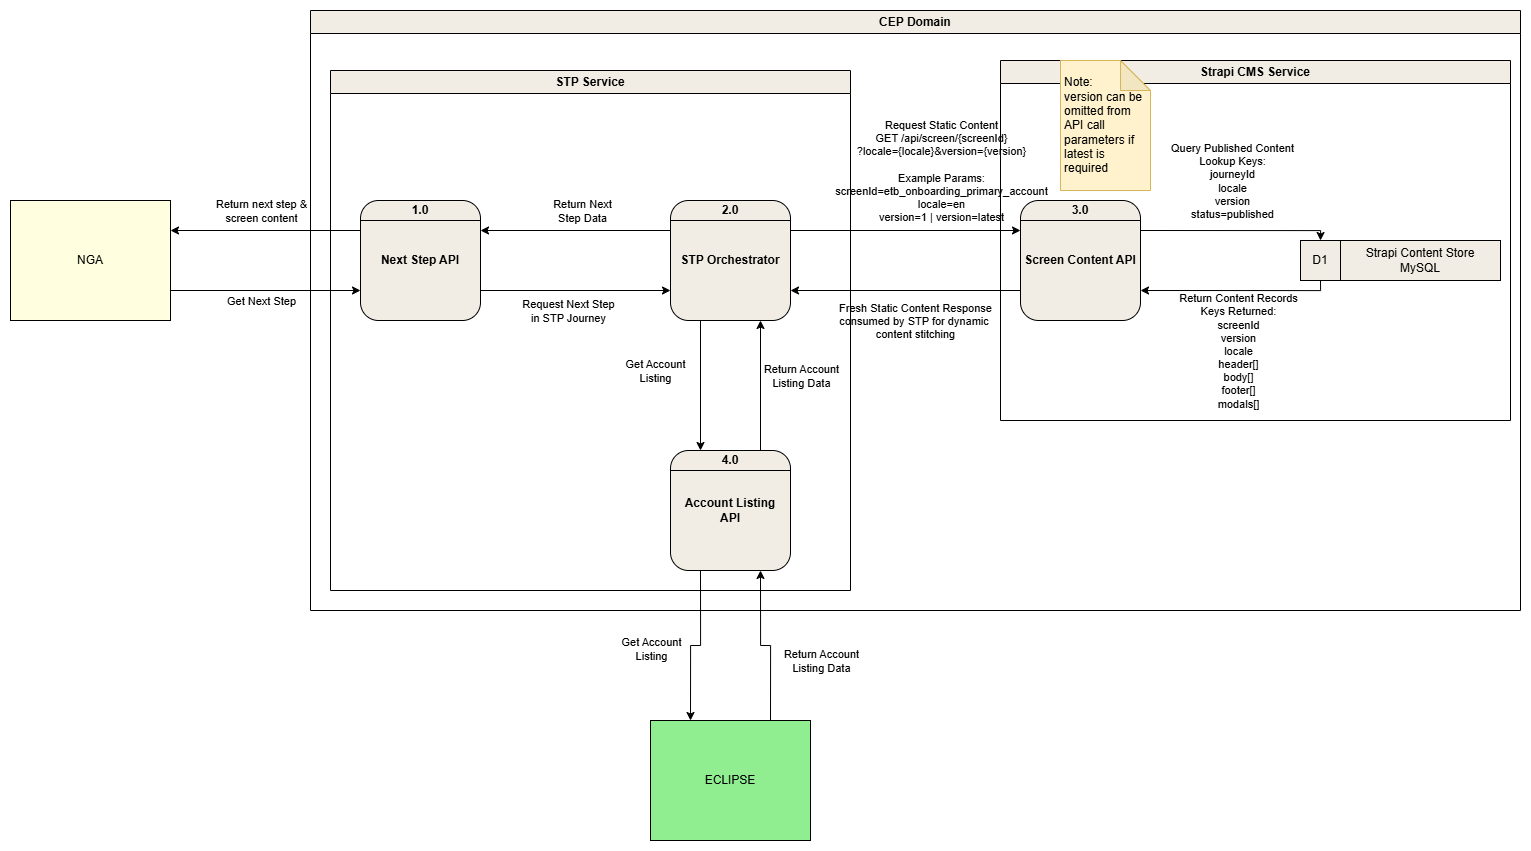 CEP Domain
STP Service
Strapi CMS Service
Note:
version can be
omitted from
API call
parameters if
latest is
required
Request Static Content
GET /api/screen/{screenId}
?locale={locale}&version={version}
Example Params:
screenId=etb_onboarding_primary_account
locale=en
version=1 | version=latest
Query Published Content
Lookup Keys:
journeyId
locale
version
status=published
NGA
Return next step &
screen content
Get Next Step
1.0
Next Step API
Return Next
Step Data
Request Next Step
in STP Journey
2.0
STP Orchestrator
3.0
Screen Content API
D1
Strapi Content Store
MySQL
Fresh Static Content Response
consumed by STP for dynamic
content stitching
Return Content Records
Keys Returned:
screenId
version
locale
header[]
body[]
footer[]
modals[]
Get Account
Listing
Return Account
Listing Data
4.0
Account Listing
API
Get Account
Listing
Return Account
Listing Data
ECLIPSE